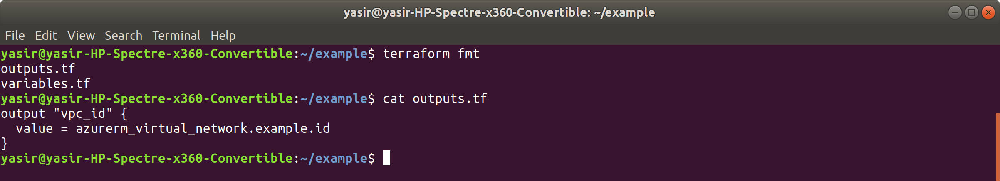 yasir@yasir-HP-Spectre-x360-Convertible: ~/example
File Edit View Search Terminal Help
yasir@yasir-HP-Spectre-x360-Convertible:~/example$ terraform fmt
outputs.tf
variables.tf
yasir@yasir-HP-Spectre-x360-Convertible:~/example$ cat outputs.tf
output "vpc_id" {
  value = azurerm_virtual_network.example.id
}
yasir@yasir-HP-Spectre-x360-Convertible:~/example$